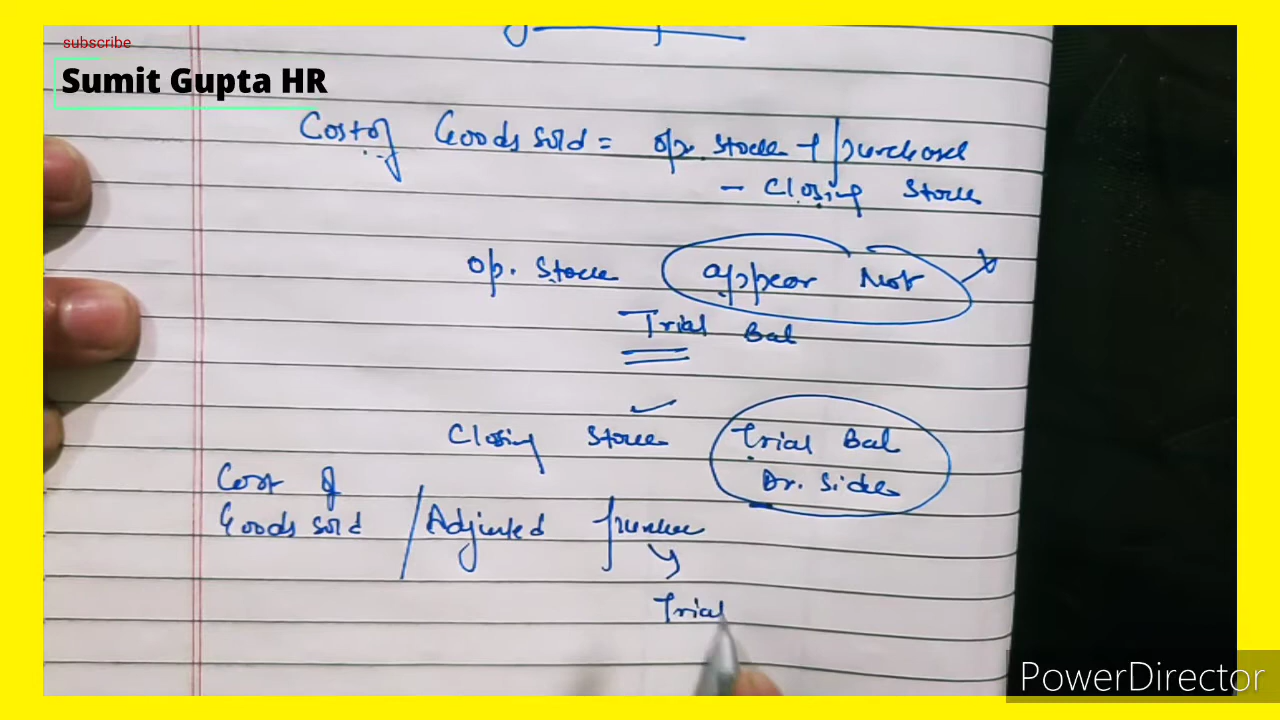 subscribe
Sumit Gupta HR
Cost of Goods sold = op. stock + purchases
- Closing Stock
Op. Stock appear Not
Trial Bal
Closing Stock Trial Bal
Dr. Side
Cost of
Goods sold / Adjusted purchase
Trial
PowerDirector